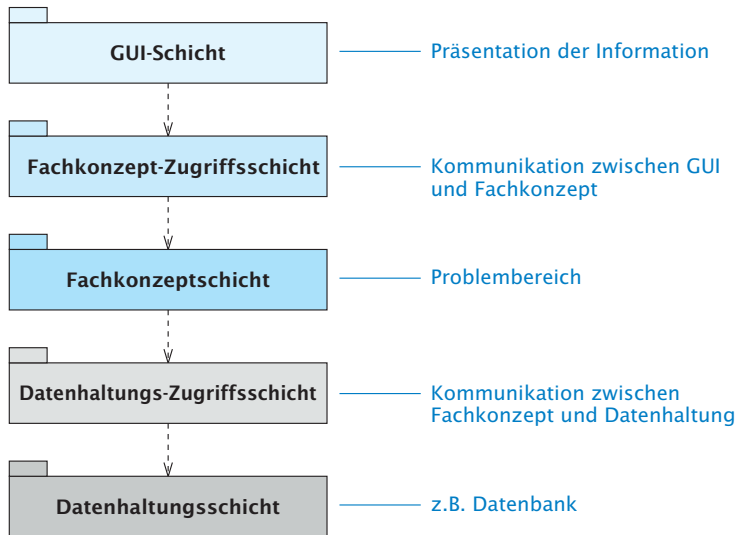 GUI-Schicht
Präsentation der Information
Fachkonzept-Zugriffsschicht
Kommunikation zwischen GUI
und Fachkonzept
Fachkonzeptschicht
Problembereich
Datenhaltungs-Zugriffsschicht
Kommunikation zwischen
Fachkonzept und Datenhaltung
Datenhaltungsschicht
z.B. Datenbank